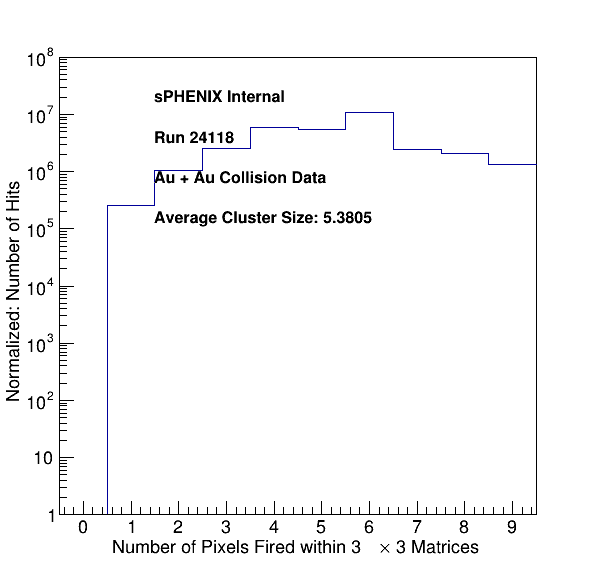 10^8
sPHENIX Internal
10^7
Run 24118
10^6
Au + Au Collision Data
Average Cluster Size: 5.3805
10^5
10^4
10^3
10^2
10
1
Normalized: Number of Hits
0 1 2 3 4 5 6 7 8 9
Number of Pixels Fired within 3 × 3 Matrices